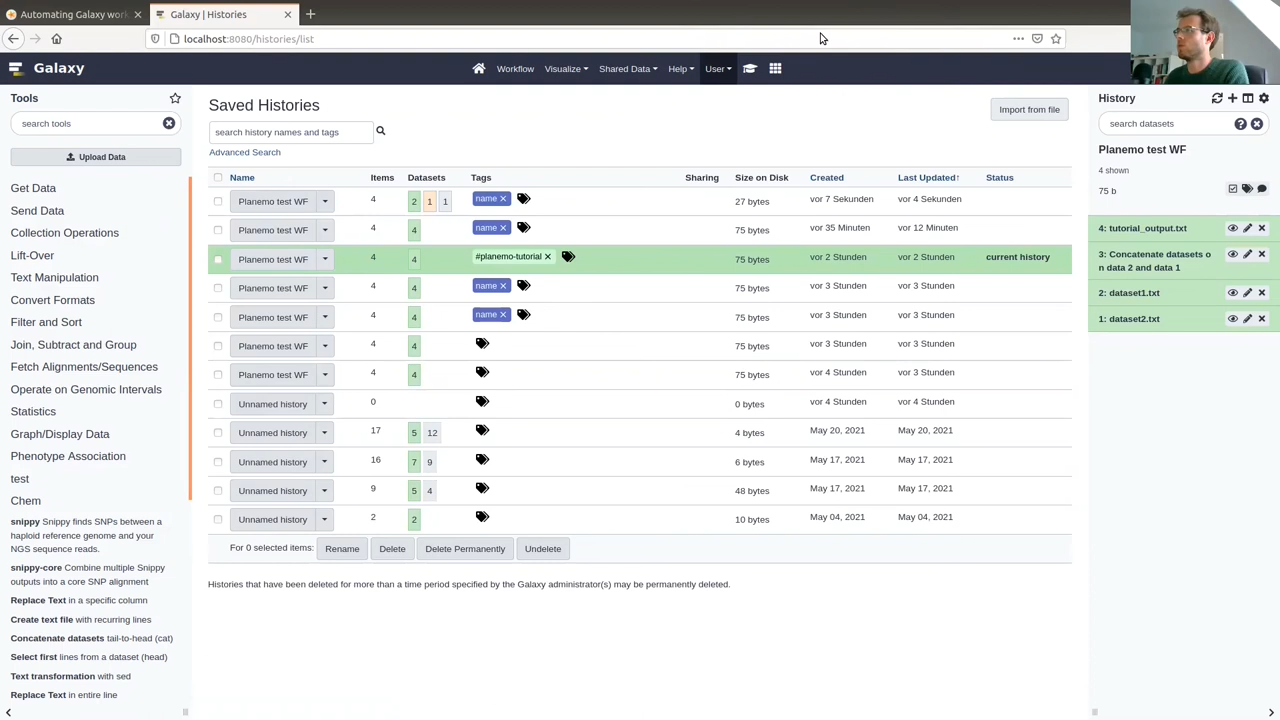 Automating Galaxy wor
Galaxy | Histories
localhost:8080/histories/list
Galaxy
Workflow Visualize Shared Data Help User
Tools
search tools
Upload Data
Get Data
Send Data
Collection Operations
Lift-Over
Text Manipulation
Convert Formats
Filter and Sort
Join, Subtract and Group
Fetch Alignments/Sequences
Operate on Genomic Intervals
Statistics
Graph/Display Data
Phenotype Association
test
Chem
snippy Snippy finds SNPs between a
haploid reference genome and your
NGS sequence reads.
snippy-core Combine multiple Snippy
outputs into a core SNP alignment
Replace Text in a specific column
Create text file with recurring lines
Concatenate datasets tail-to-head (cat)
Select first lines from a dataset (head)
Text transformation with sed
Replace Text in entire line
Saved Histories
Import from file
search history names and tags
Advanced Search
Name Items Datasets Tags Sharing Size on Disk Created Last Updated↑ Status
Planemo test WF 4 2 1 1 name 27 bytes vor 7 Sekunden vor 4 Sekunden
Planemo test WF 4 4 name 75 bytes vor 35 Minuten vor 12 Minuten
Planemo test WF 4 4 #planemo-tutorial 75 bytes vor 2 Stunden vor 2 Stunden current history
Planemo test WF 4 4 name 75 bytes vor 3 Stunden vor 3 Stunden
Planemo test WF 4 4 name 75 bytes vor 3 Stunden vor 3 Stunden
Planemo test WF 4 4 75 bytes vor 3 Stunden vor 3 Stunden
Planemo test WF 4 4 75 bytes vor 4 Stunden vor 3 Stunden
Unnamed history 0 0 bytes vor 4 Stunden vor 4 Stunden
Unnamed history 17 5 12 4 bytes May 20, 2021 May 20, 2021
Unnamed history 16 7 9 6 bytes May 17, 2021 May 17, 2021
Unnamed history 9 5 4 48 bytes May 17, 2021 May 17, 2021
Unnamed history 2 2 10 bytes May 04, 2021 May 04, 2021
For 0 selected items: Rename Delete Delete Permanently Undelete
Histories that have been deleted for more than a time period specified by the Galaxy administrator(s) may be permanently deleted.
History
search datasets
Planemo test WF
4 shown
75 b
4: tutorial_output.txt
3: Concatenate datasets o
n data 2 and data 1
2: dataset1.txt
1: dataset2.txt